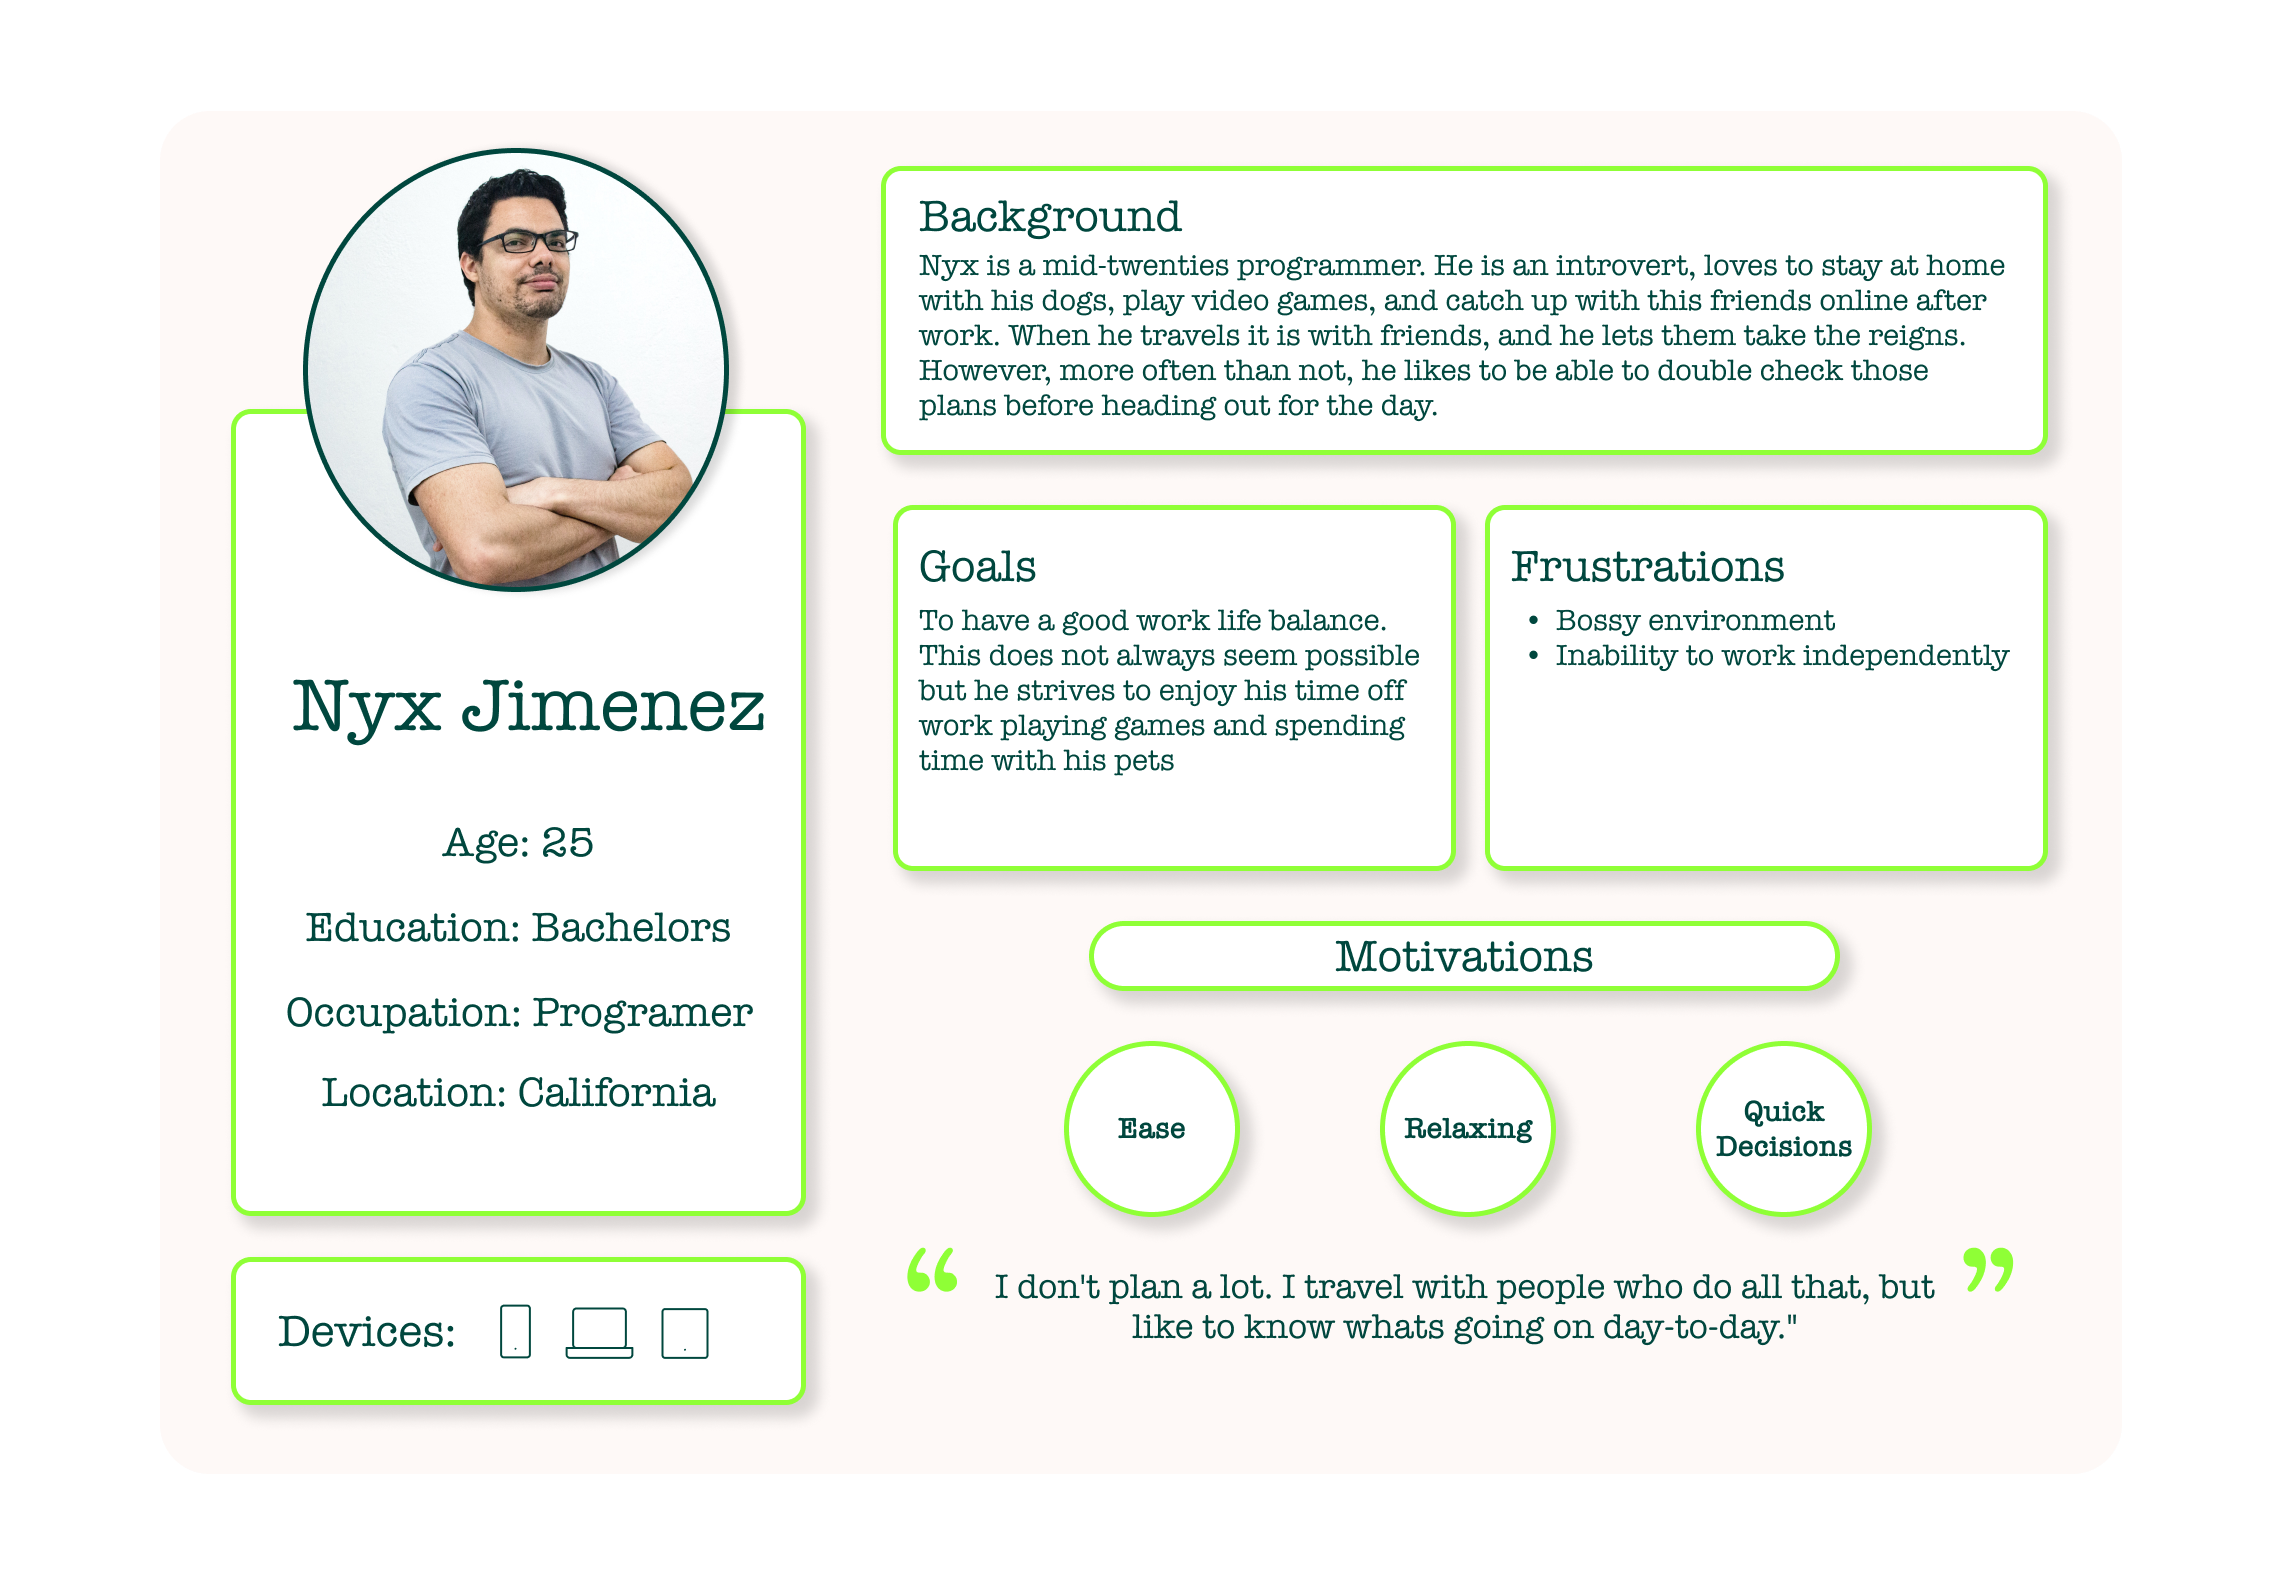 Nyx Jimenez
Age: 25
Education: Bachelors
Occupation: Programer
Location: California
Devices:
Background
Nyx is a mid-twenties programmer. He is an introvert, loves to stay at home
with his dogs, play video games, and catch up with this friends online after
work. When he travels it is with friends, and he lets them take the reigns.
However, more often than not, he likes to be able to double check those
plans before heading out for the day.
Goals
To have a good work life balance.
This does not always seem possible
but he strives to enjoy his time off
work playing games and spending
time with his pets
Frustrations
• Bossy environment
• Inability to work independently
Motivations
Ease
Relaxing
Quick
Decisions
“ I don't plan a lot. I travel with people who do all that, but ”
like to know whats going on day-to-day."